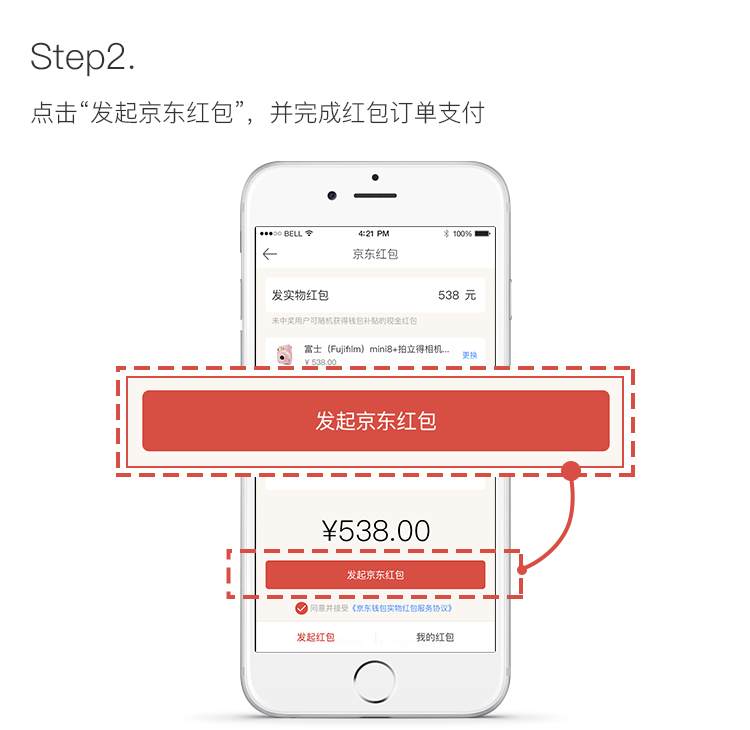 Step2.
点击“发起京东红包”，并完成红包订单支付
BELL 4:21 PM 100%
京东红包
发实物红包 538 元
未中奖用户可随机获得钱包补贴的现金红包
富士（Fujifilm）mini8+拍立得相机... 更换
¥ 538.00
发起京东红包
¥538.00
发起京东红包
同意并接受《京东钱包实物红包服务协议》
发起红包 我的红包